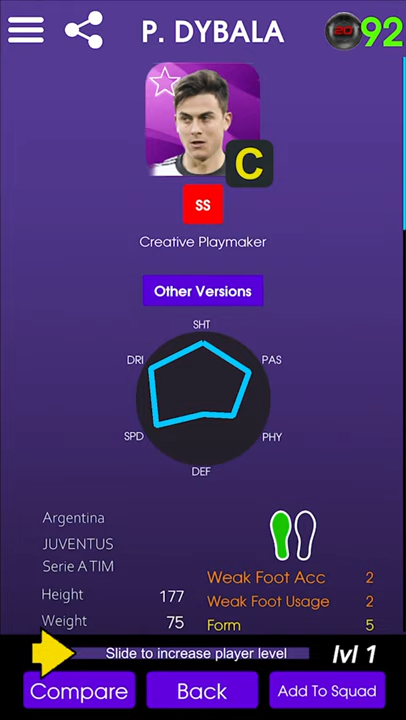 P. DYBALA
20
92
C
SS
Creative Playmaker
Other Versions
SHT
DRI
PAS
SPD
PHY
DEF
Argentina
JUVENTUS
Serie A TIM
Height 177
Weight 75
Weak Foot Acc 2
Weak Foot Usage 2
Form 5
Slide to increase player level
lvl 1
Compare
Back
Add To Squad